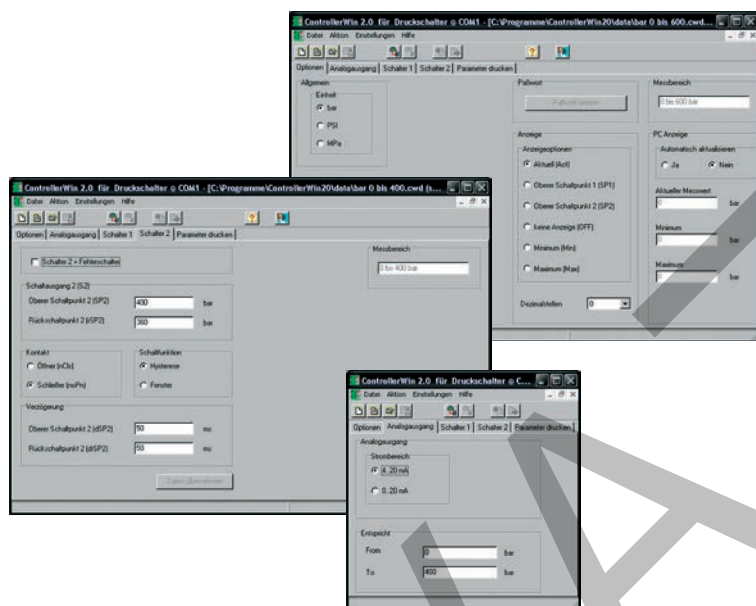 ControllerWin 2.0 für Druckschalter @ COM1 - [C:\Programme\ControllerWin20\data\bar 0 bis 600.cwd...
Datei Aktion Einstellungen Hilfe
Optionen Analogausgang Schalter 1 Schalter 2 Parameter drucken
Allgemein
Einheit
bar
PSI
MPa
Paßwort
Messbereich
0 bis 600 bar
Anzeige
Anzeigeoptionen
Aktuell (Act)
Oberer Schaltpunkt 1 (SP1)
Oberer Schaltpunkt 2 (SP2)
keine Anzeige (OFF)
Minimum (Min)
Maximum (Max)
Dezimalstellen 0
PC Anzeige
Automatisch aktualisieren
Ja Nein
Aktueller Messwert
0 bar
Minimum
0 bar
Maximum
0 bar
ControllerWin 2.0 für Druckschalter @ COM1 - [C:\Programme\ControllerWin20\data\bar 0 bis 400.cwd (s...
Datei Aktion Einstellungen Hilfe
Optionen Analogausgang Schalter 1 Schalter 2 Parameter drucken
Schalter 2 = Fehlerschalter
Messbereich
0 bis 400 bar
Schaltausgang 2 (S2)
Oberer Schaltpunkt 2 (SP2) 400 bar
Rückschaltpunkt 2 (rSP2) 360 bar
Kontakt
Öffner (nCls)
Schließer (noPn)
Schaltfunktion
Hysterese
Fenster
Verzögerung
Oberer Schaltpunkt 2 (dSP2) 50 ms
Rückschaltpunkt 2 (drSP2) 50 ms
Daten übernehmen
ControllerWin 2.0 für Druckschalter @ C...
Datei Aktion Einstellungen Hilfe
Optionen Analogausgang Schalter 1 Schalter 2 Parameter drucken
Analogausgang
Strombereich
4..20 mA
0..20 mA
Entspricht
From 0 bar
To 400 bar